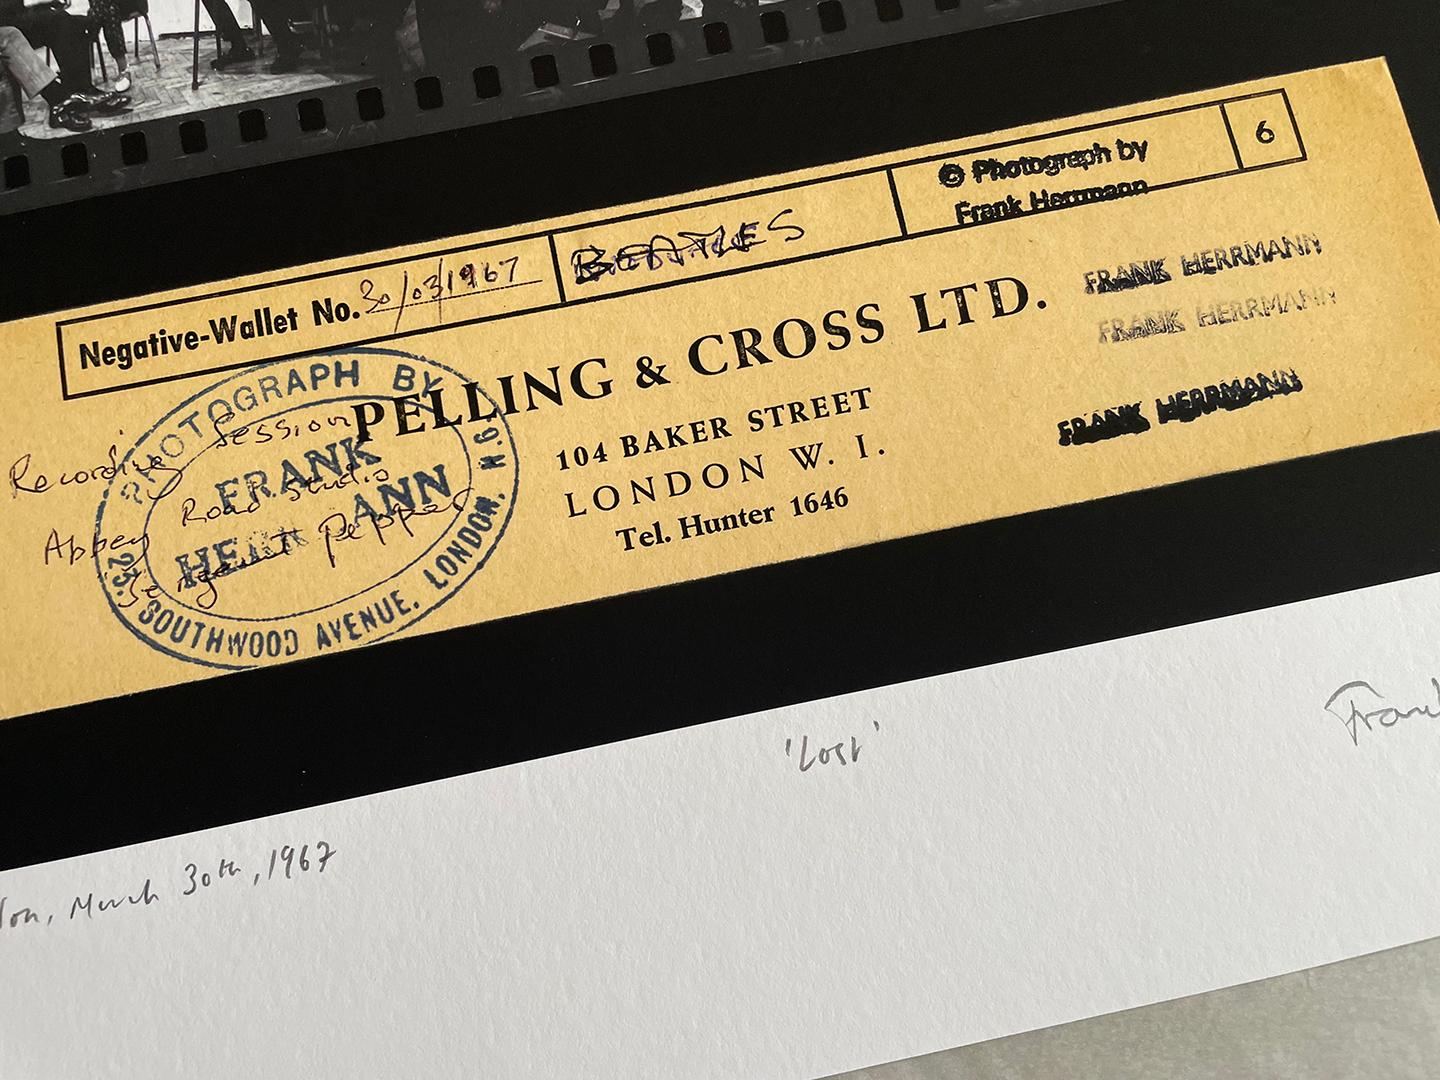 Negative-Wallet No. 30/03/1967
BEATLES
© Photograph by
Frank Herrmann
6
PELLING & CROSS LTD.
104 BAKER STREET
LONDON W. I.
Tel. Hunter 1646
FRANK HERRMANN
FRANK HERRMANN
FRANK HERRMANN
PHOTOGRAPH BY
FRANK
HERRMANN
23, SOUTHWOOD AVENUE, LONDON, N.6.
Recording Session
Abbey Road Studio
Sergeant Pepper
'Lost'
March 30th, 1967